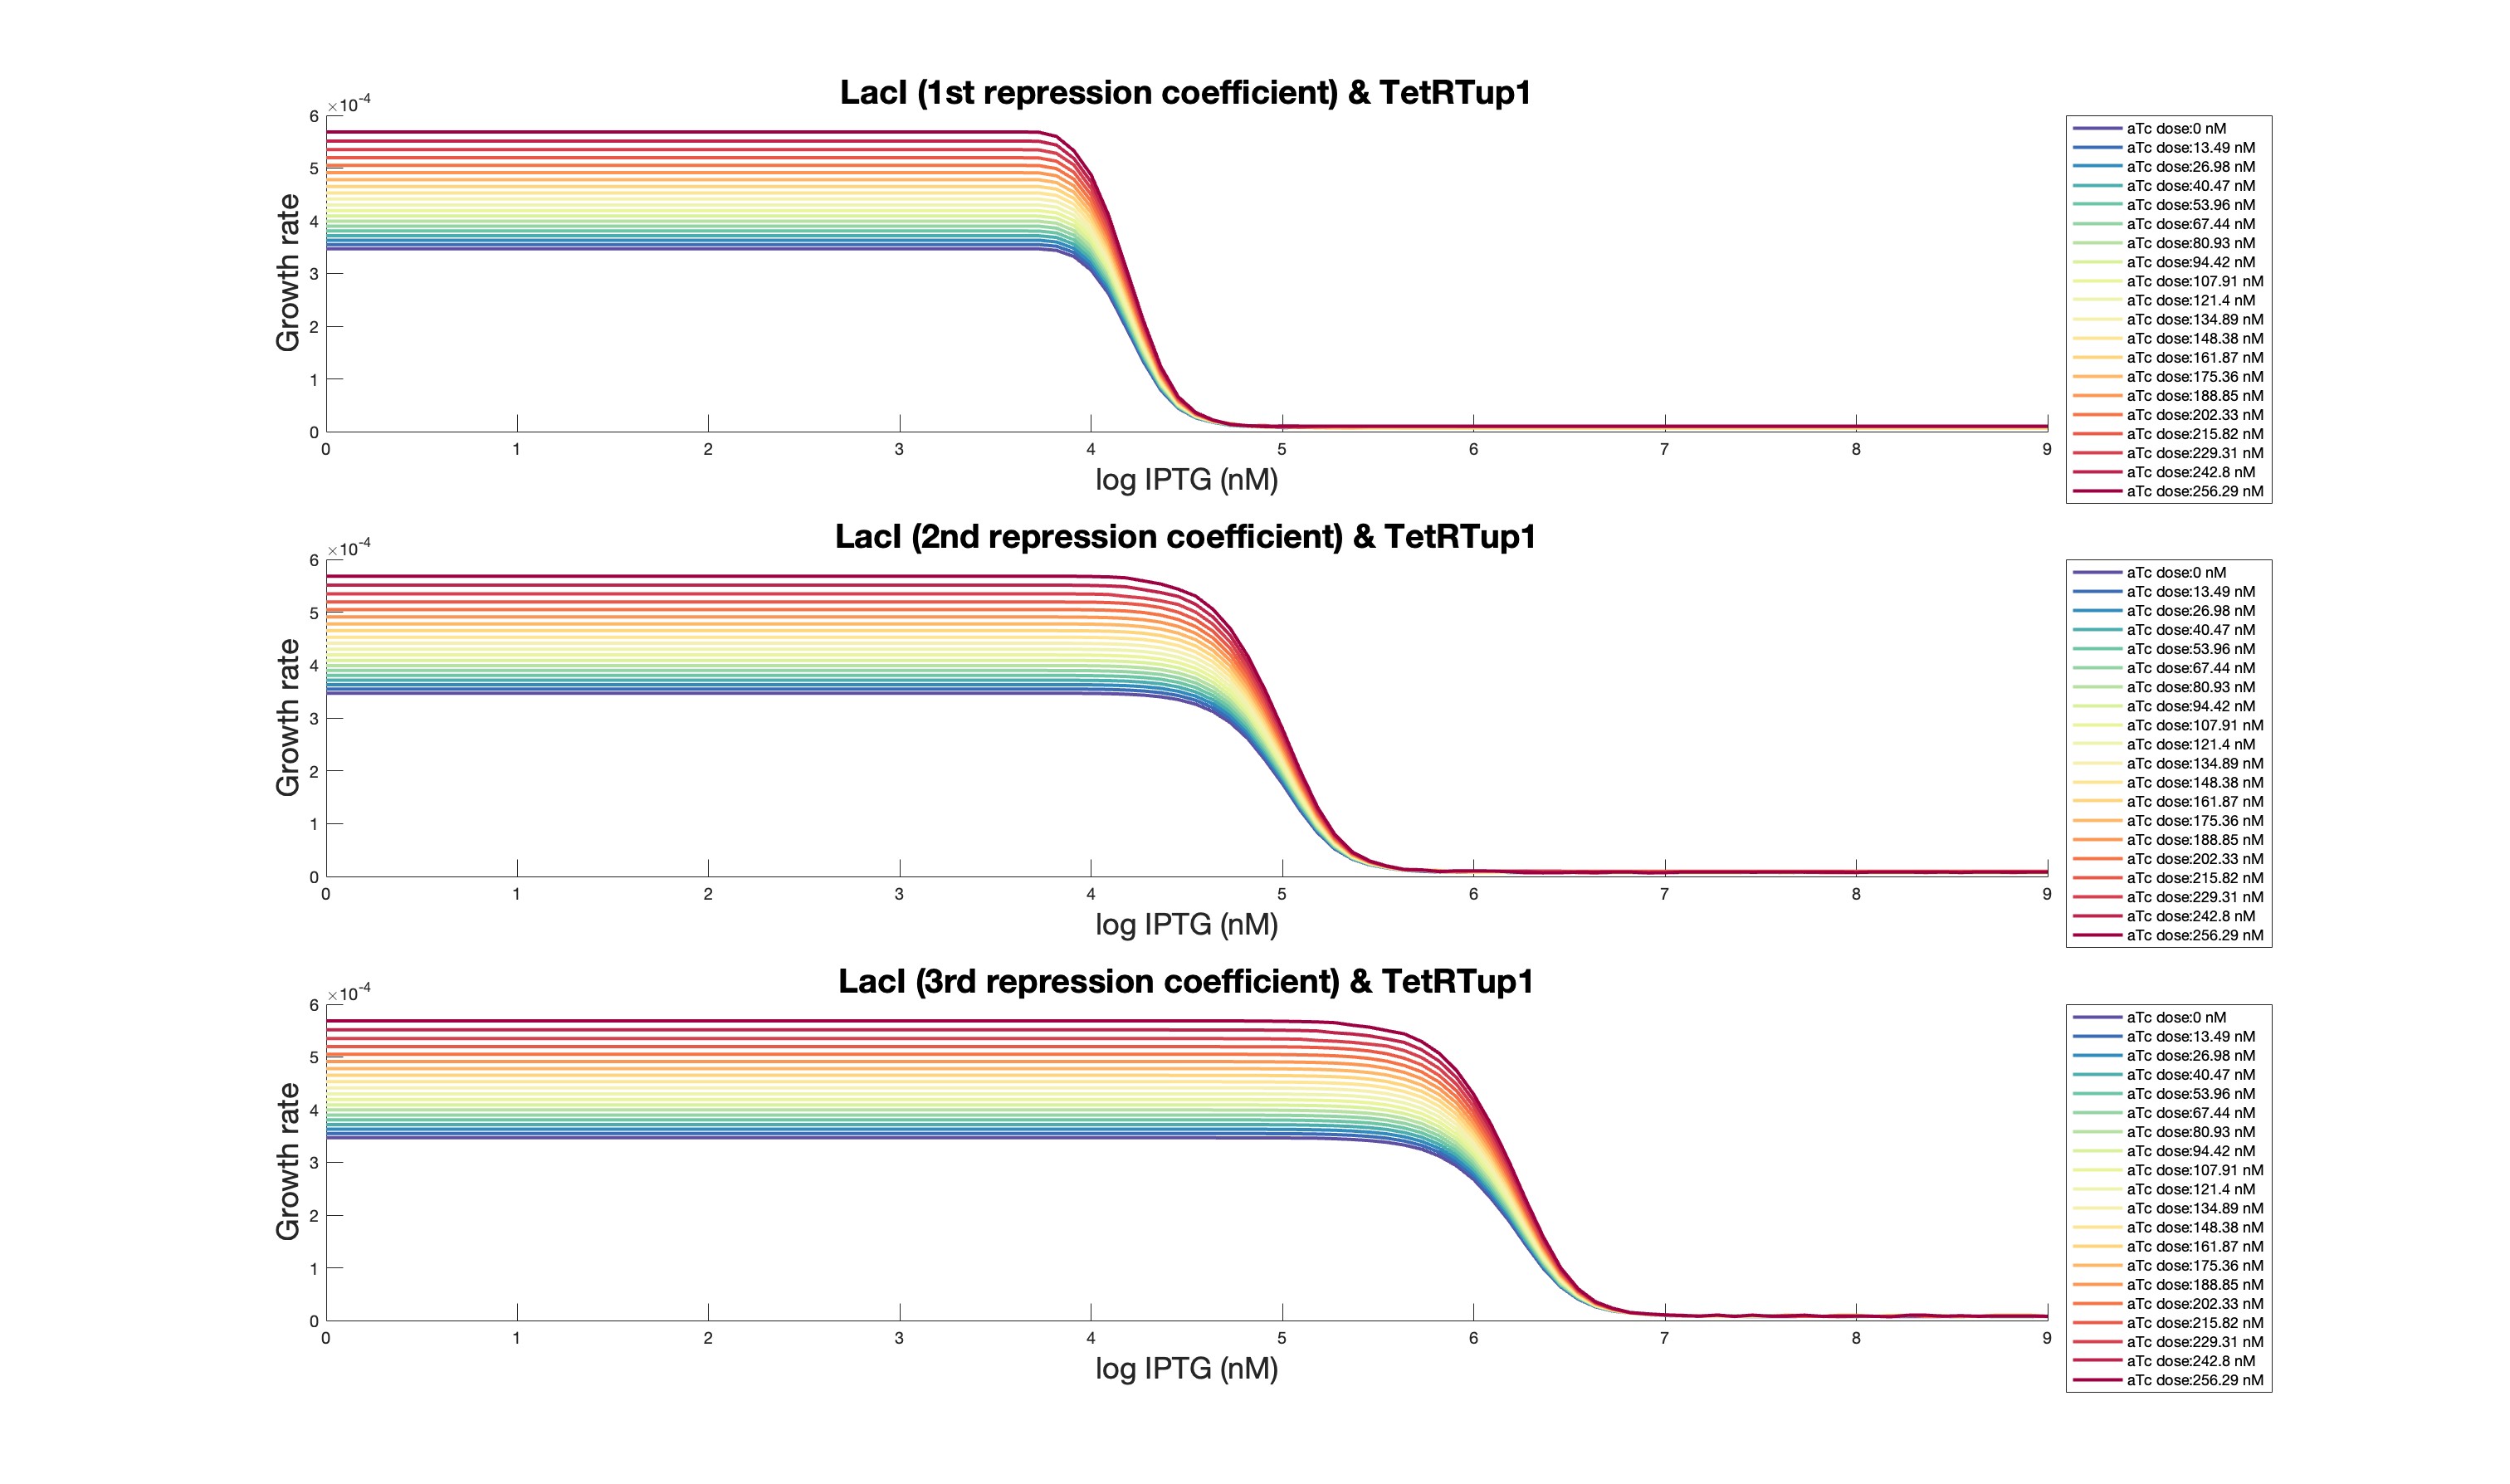 LacI (1st repression coefficient) & TetRTup1
×10-4
6
5
4
3
2
1
0
Growth rate
0 1 2 3 4 5 6 7 8 9
log IPTG (nM)
aTc dose:0 nM
aTc dose:13.49 nM
aTc dose:26.98 nM
aTc dose:40.47 nM
aTc dose:53.96 nM
aTc dose:67.44 nM
aTc dose:80.93 nM
aTc dose:94.42 nM
aTc dose:107.91 nM
aTc dose:121.4 nM
aTc dose:134.89 nM
aTc dose:148.38 nM
aTc dose:161.87 nM
aTc dose:175.36 nM
aTc dose:188.85 nM
aTc dose:202.33 nM
aTc dose:215.82 nM
aTc dose:229.31 nM
aTc dose:242.8 nM
aTc dose:256.29 nM
LacI (2nd repression coefficient) & TetRTup1
×10-4
6
5
4
3
2
1
0
Growth rate
0 1 2 3 4 5 6 7 8 9
log IPTG (nM)
aTc dose:0 nM
aTc dose:13.49 nM
aTc dose:26.98 nM
aTc dose:40.47 nM
aTc dose:53.96 nM
aTc dose:67.44 nM
aTc dose:80.93 nM
aTc dose:94.42 nM
aTc dose:107.91 nM
aTc dose:121.4 nM
aTc dose:134.89 nM
aTc dose:148.38 nM
aTc dose:161.87 nM
aTc dose:175.36 nM
aTc dose:188.85 nM
aTc dose:202.33 nM
aTc dose:215.82 nM
aTc dose:229.31 nM
aTc dose:242.8 nM
aTc dose:256.29 nM
LacI (3rd repression coefficient) & TetRTup1
×10-4
6
5
4
3
2
1
0
Growth rate
0 1 2 3 4 5 6 7 8 9
log IPTG (nM)
aTc dose:0 nM
aTc dose:13.49 nM
aTc dose:26.98 nM
aTc dose:40.47 nM
aTc dose:53.96 nM
aTc dose:67.44 nM
aTc dose:80.93 nM
aTc dose:94.42 nM
aTc dose:107.91 nM
aTc dose:121.4 nM
aTc dose:134.89 nM
aTc dose:148.38 nM
aTc dose:161.87 nM
aTc dose:175.36 nM
aTc dose:188.85 nM
aTc dose:202.33 nM
aTc dose:215.82 nM
aTc dose:229.31 nM
aTc dose:242.8 nM
aTc dose:256.29 nM